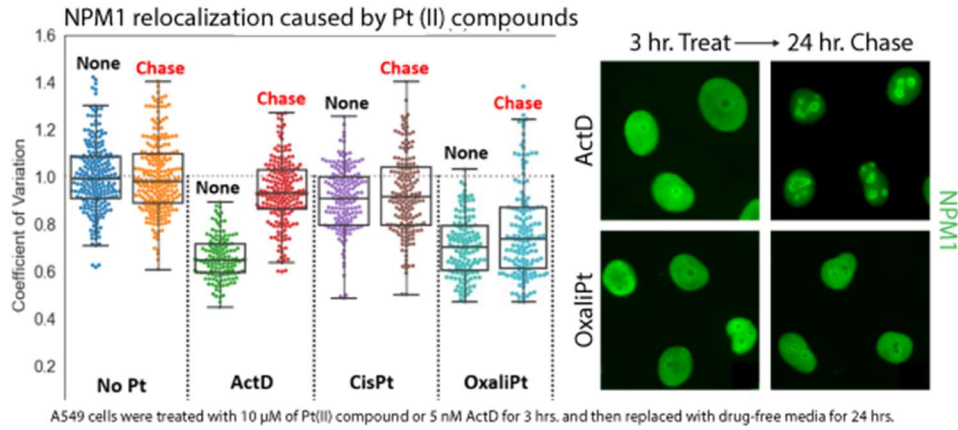 NPM1 relocalization caused by Pt (II) compounds
1.6
1.4
1.2
1.0
0.8
0.6
0.4
0.2
Coefficient of Variation
None
Chase
None
Chase
None
Chase
None
Chase
No Pt
ActD
CisPt
OxaliPt
3 hr. Treat → 24 hr. Chase
ActD
OxaliPt
NPM1
A549 cells were treated with 10 µM of Pt(II) compound or 5 nM ActD for 3 hrs. and then replaced with drug-free media for 24 hrs.